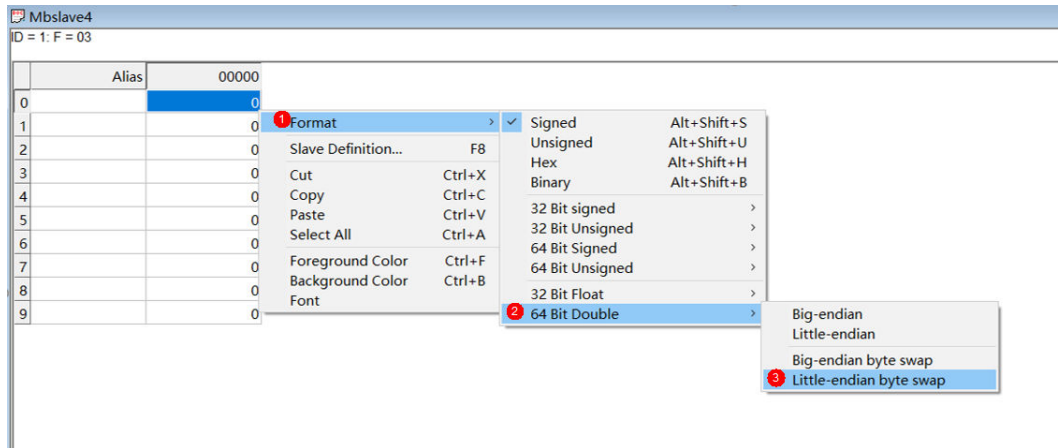 Mbslave4
ID = 1: F = 03
Alias 00000
0 0
1 0
2 0
3 0
4 0
5 0
6 0
7 0
8 0
9 0
1 Format
Slave Definition... F8
Cut Ctrl+X
Copy Ctrl+C
Paste Ctrl+V
Select All Ctrl+A
Foreground Color Ctrl+F
Background Color Ctrl+B
Font
Signed Alt+Shift+S
Unsigned Alt+Shift+U
Hex Alt+Shift+H
Binary Alt+Shift+B
32 Bit signed
32 Bit Unsigned
64 Bit Signed
64 Bit Unsigned
32 Bit Float
2 64 Bit Double
Big-endian
Little-endian
Big-endian byte swap
3 Little-endian byte swap